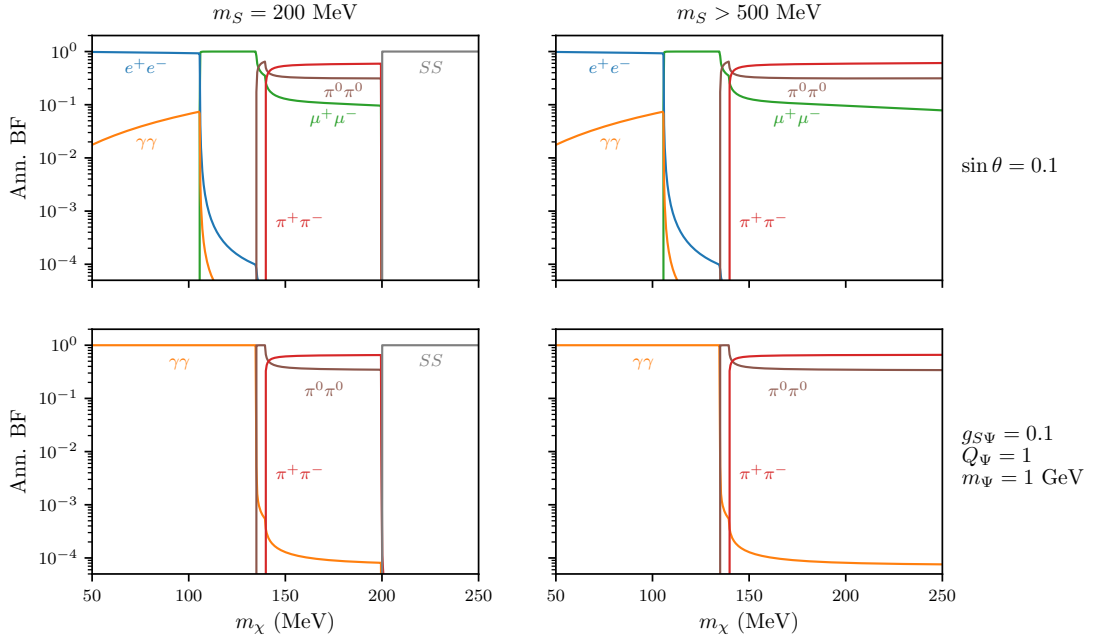 m_S = 200 MeV
m_S > 500 MeV
Ann. BF
10^0
10^−1
10^−2
10^−3
10^−4
e^+e^−
γγ
π^0π^0
μ^+μ^−
π^+π^−
SS
e^+e^−
γγ
π^0π^0
μ^+μ^−
π^+π^−
sin θ = 0.1
Ann. BF
10^0
10^−1
10^−2
10^−3
10^−4
γγ
π^0π^0
π^+π^−
SS
γγ
π^0π^0
π^+π^−
g_{SΨ} = 0.1
Q_Ψ = 1
m_Ψ = 1 GeV
50 100 150 200 250
50 100 150 200 250
m_χ (MeV)
m_χ (MeV)